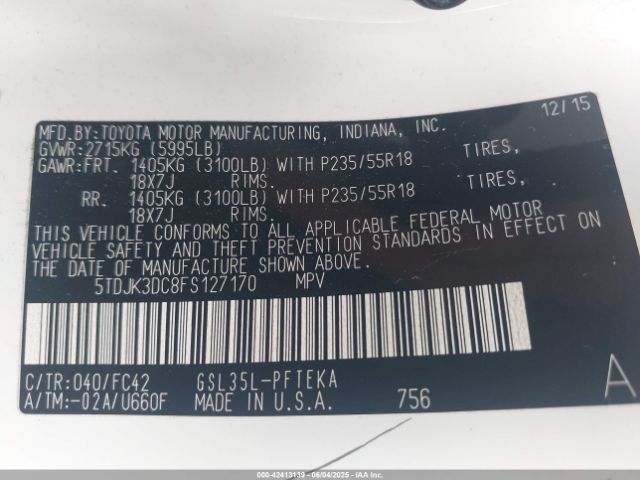 12/15
MFD.BY:TOYOTA MOTOR MANUFACTURING, INDIANA, INC.
GVWR:2715KG (5995LB)
GAWR:FRT. 1405KG (3100LB) WITH P235/55R18 TIRES,
18X7J RIMS.
RR. 1405KG (3100LB) WITH P235/55R18 TIRES,
18X7J RIMS.
THIS VEHICLE CONFORMS TO ALL APPLICABLE FEDERAL MOTOR
VEHICLE SAFETY AND THEFT PREVENTION STANDARDS IN EFFECT ON
THE DATE OF MANUFACTURE SHOWN ABOVE.
5TDJK3DC8FS127170 MPV
C/TR:040/FC42 GSL35L-PFTEKA
A/TM:-02A/U660F MADE IN U.S.A. 756 A
000-42413139 - 06/04/2025 - IAAI.COM